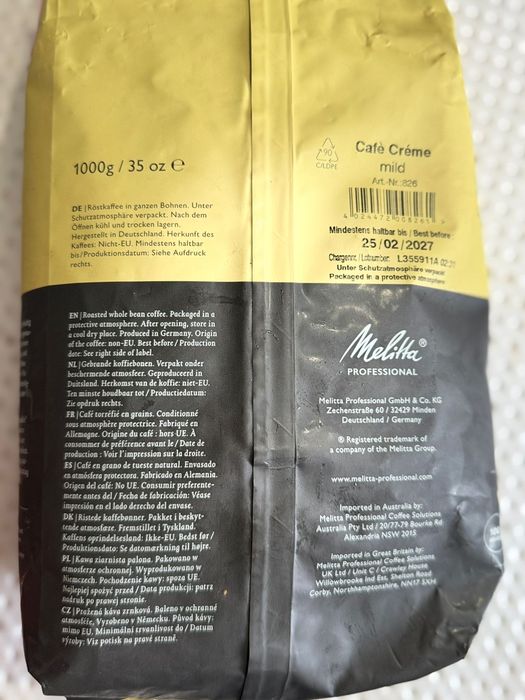 1000g / 35 oz ℮
DE | Röstkaffee in ganzen Bohnen. Unter
Schutzatmosphäre verpackt. Nach dem
Öffnen kühl und trocken lagern.
Hergestellt in Deutschland. Herkunft des
Kaffees: Nicht-EU. Mindestens haltbar
bis/Produktionsdatum: Siehe Aufdruck
rechts.
EN | Roasted whole bean coffee. Packaged in a
protective atmosphere. After opening, store in
a cool dry place. Produced in Germany. Origin
of the coffee: non-EU. Best before / Production
date: See right side of label.
NL | Gebrande koffiebonen. Verpakt onder
beschermende atmosfeer. Geproduceerd in
Duitsland. Herkomst van de koffie: niet-EU.
Ten minste houdbaar tot / Productiedatum:
Zie opdruk rechts.
FR | Café torréfié en grains. Conditionné
sous atmosphère protectrice. Fabriqué en
Allemagne. Origine du café : hors UE. À
consommer de préférence avant le / Date de
production : Voir l'impression sur la droite.
ES | Café en grano de tueste natural. Envasado
en atmósfera protectora. Fabricado en Alemania.
Origen del café: No UE. Consumir preferente-
mente antes del / Fecha de fabricación: Véase
impresión en el lado derecho del envase.
DK | Ristede kaffebønner. Pakket i beskyt-
tende atmosfære. Fremstillet i Tyskland.
Kaffens oprindelsesland: Ikke-EU. Bedst før /
Produktionsdato: Se datomærkning til højre.
PL | Kawa ziarnista palona. Pakowano w
atmosferze ochronnej. Wyprodukowano w
Niemczech. Pochodzenie kawy: spoza UE.
Najlepiej spożyć przed / Data produkcji: patrz
nadruk po prawej stronie.
CZ | Pražená káva zrnková. Baleno v ochranné
atmosféře. Vyrobeno v Německu. Původ kávy:
mimo EU. Minimální trvanlivost do / Datum
výroby: Viz potisk na pravé straně.
90
C/LDPE
Cafè Créme
mild
Art.-Nr.:826
4 024472 008265 >
Mindestens haltbar bis / Best before
25/02/2027
Chargennr. / Lotnumber: L355911A 02:21
Unter Schutzatmosphäre verpackt
Packaged in a protective atmosphere
Melitta®
PROFESSIONAL
Melitta Professional GmbH & Co. KG
Zechenstraße 60 / 32429 Minden
Deutschland / Germany
® Registered trademark of
a company of the Melitta Group.
www.melitta-professional.com
Imported in Australia by:
Melitta Professional Coffee Solutions
Australia Pty Ltd / 20/77-79 Bourke Rd
Alexandria NSW 2015
Imported in Great Britain by:
Melitta Professional Coffee Solutions
UK Ltd / Unit C / Crawley House
Willowbrooke Ind Est, Shelton Road
Corby, Northamptonshire, NN17 5XH